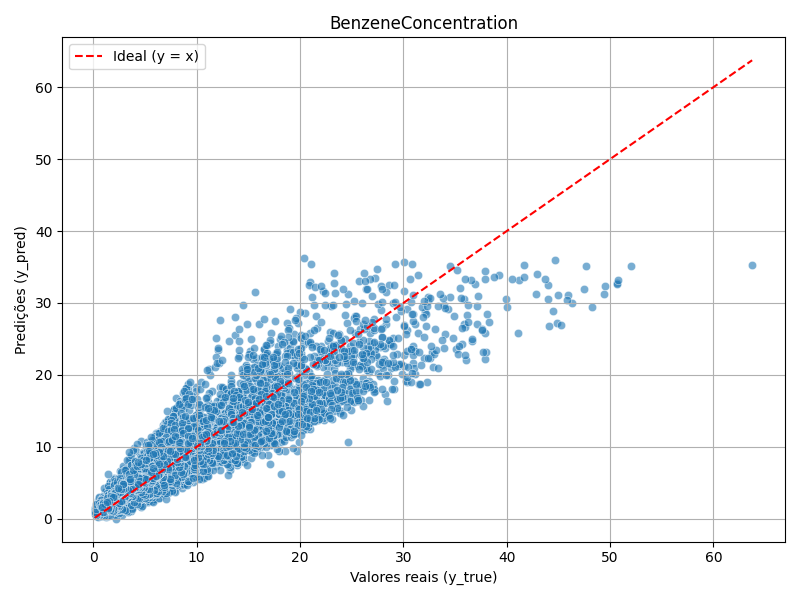 BenzeneConcentration
Ideal (y = x)
60
50
40
30
20
10
0
Predições (y_pred)
0 10 20 30 40 50 60
Valores reais (y_true)